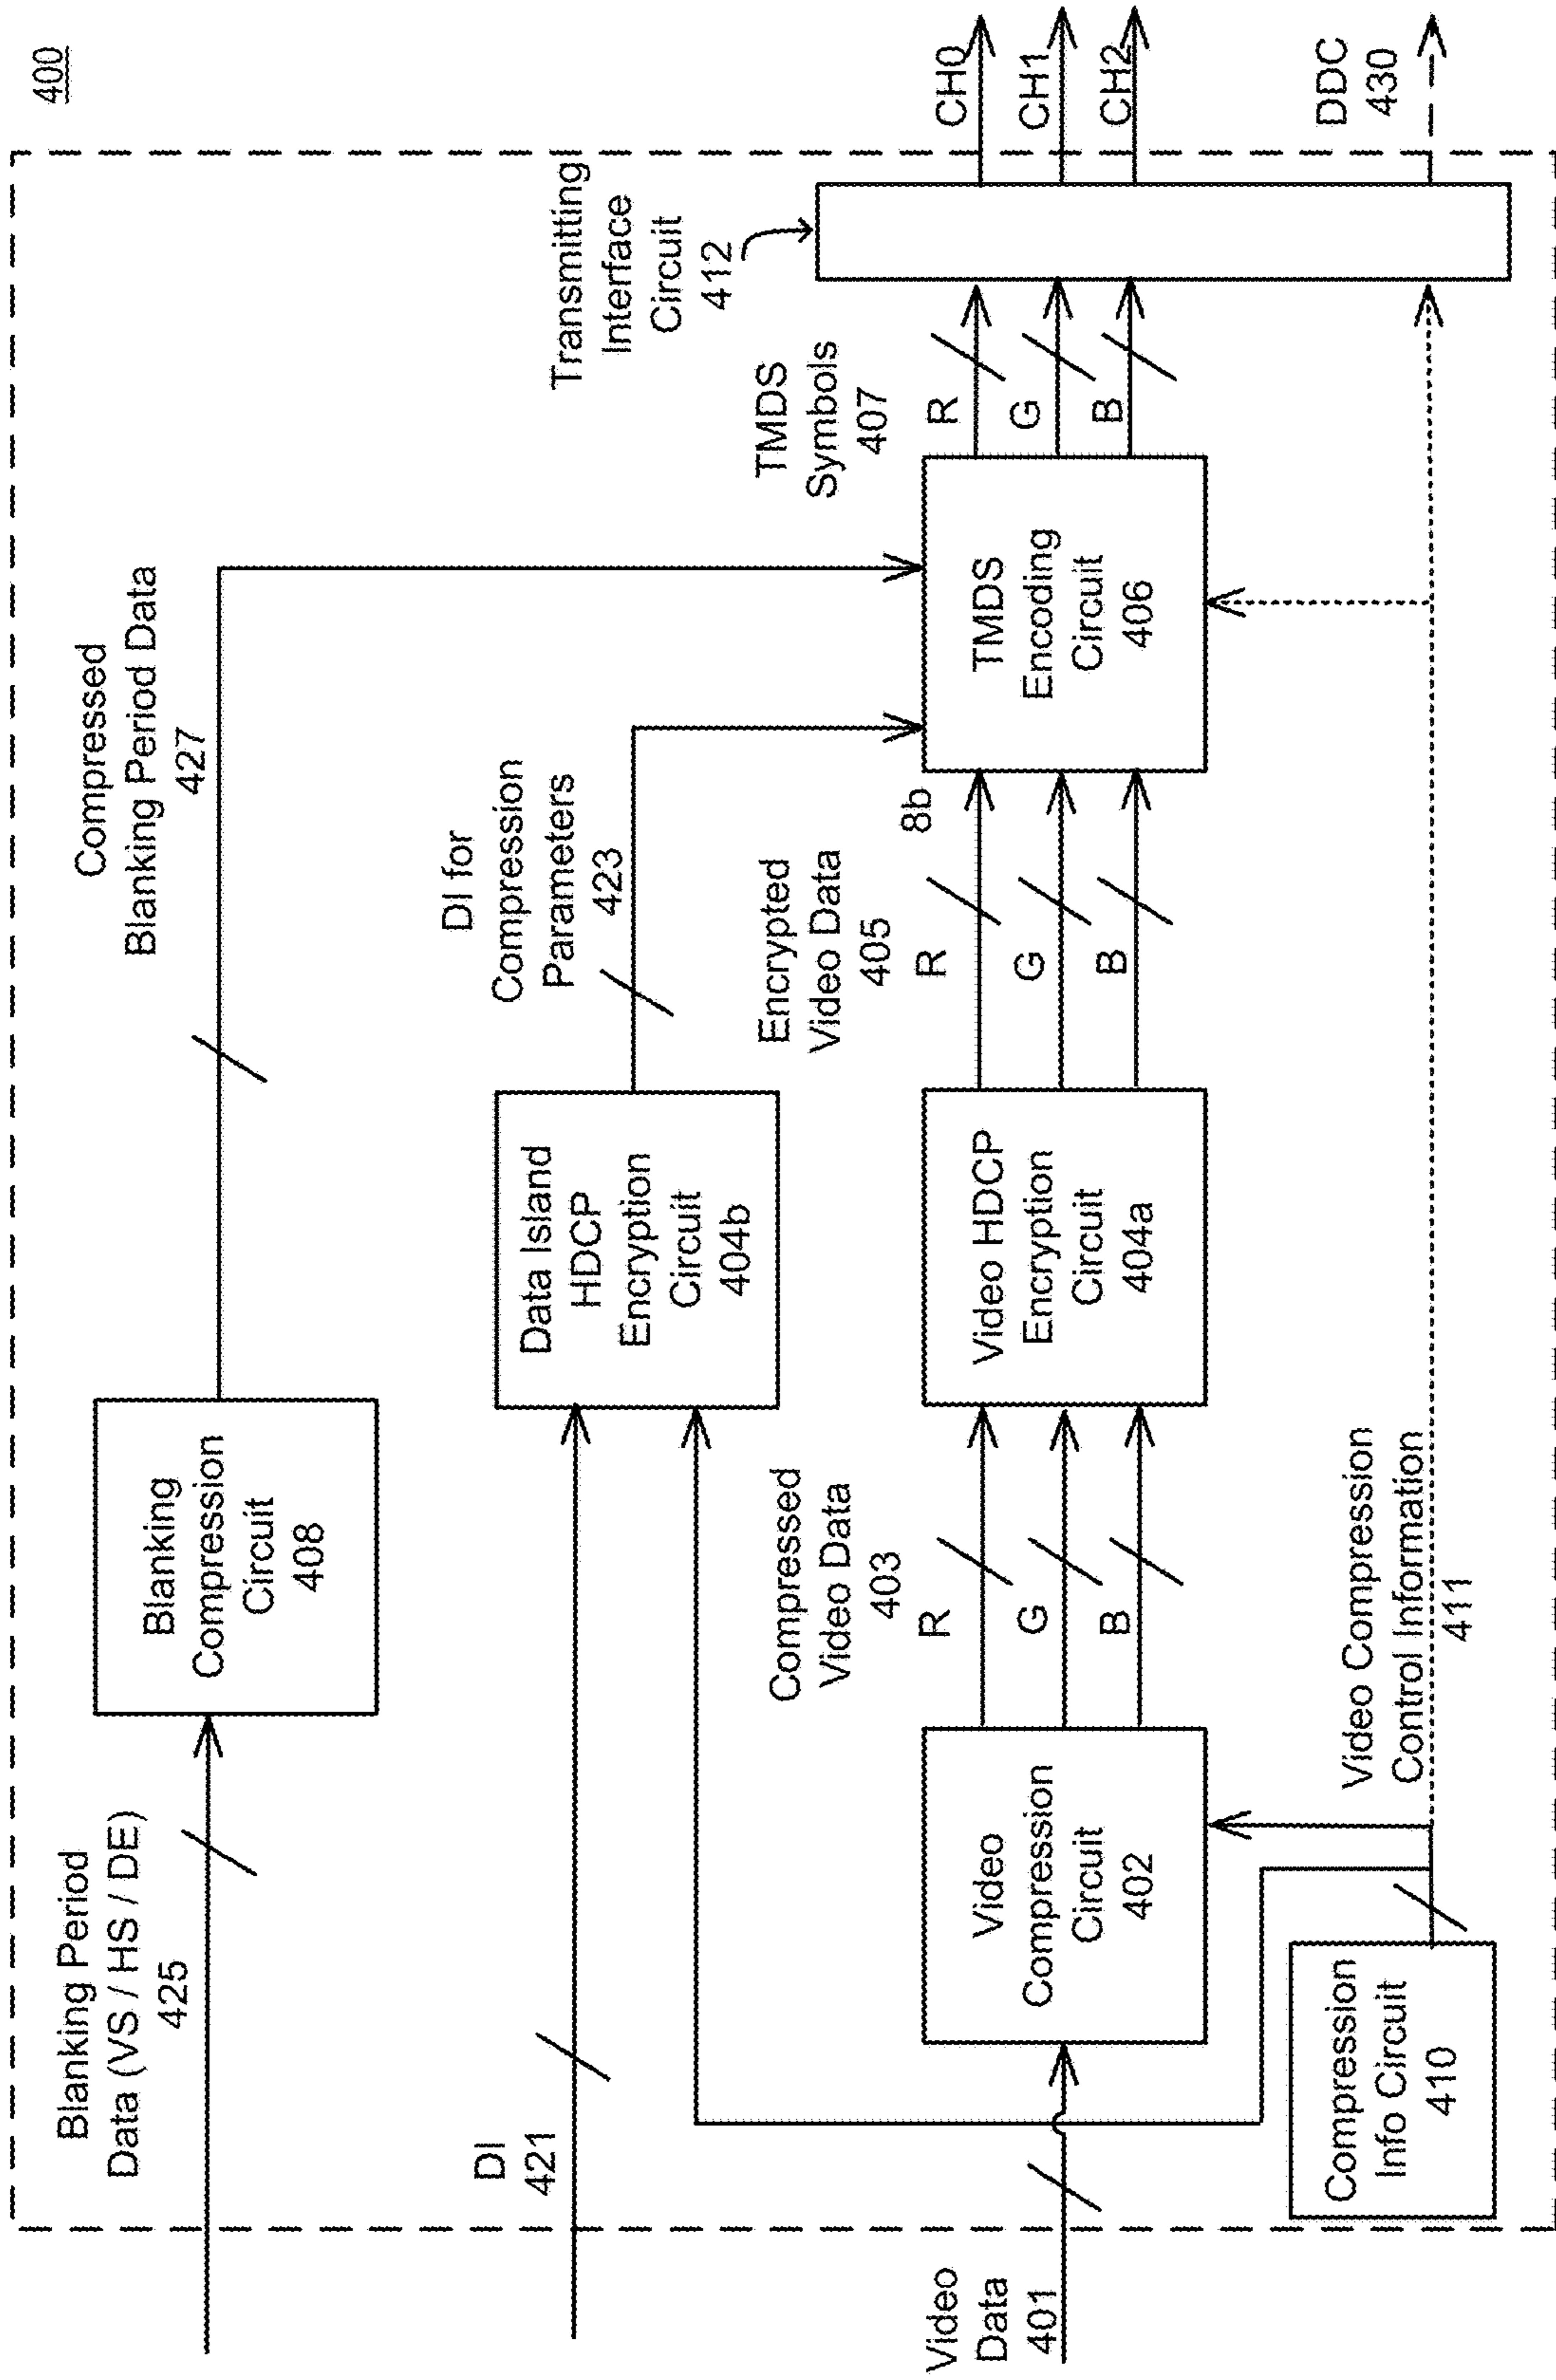 400
Blanking Period
Data (VS / HS / DE)
425
Blanking
Compression
Circuit
408
Compressed
Blanking Period Data
427
DI
421
Data Island
HDCP
Encryption
Circuit
404b
DI for
Compression
Parameters
423
Video
Data
401
Video
Compression
Circuit
402
Compressed
Video Data
403
R
G
B
Video HDCP
Encryption
Circuit
404a
Encrypted
Video Data
405
R
G
B
8b
TMDS
Encoding
Circuit
406
TMDS
Symbols
407
R
G
B
Transmitting
Interface
Circuit
412
CH0
CH1
CH2
DDC
430
Compression
Info Circuit
410
Video Compression
Control Information
411